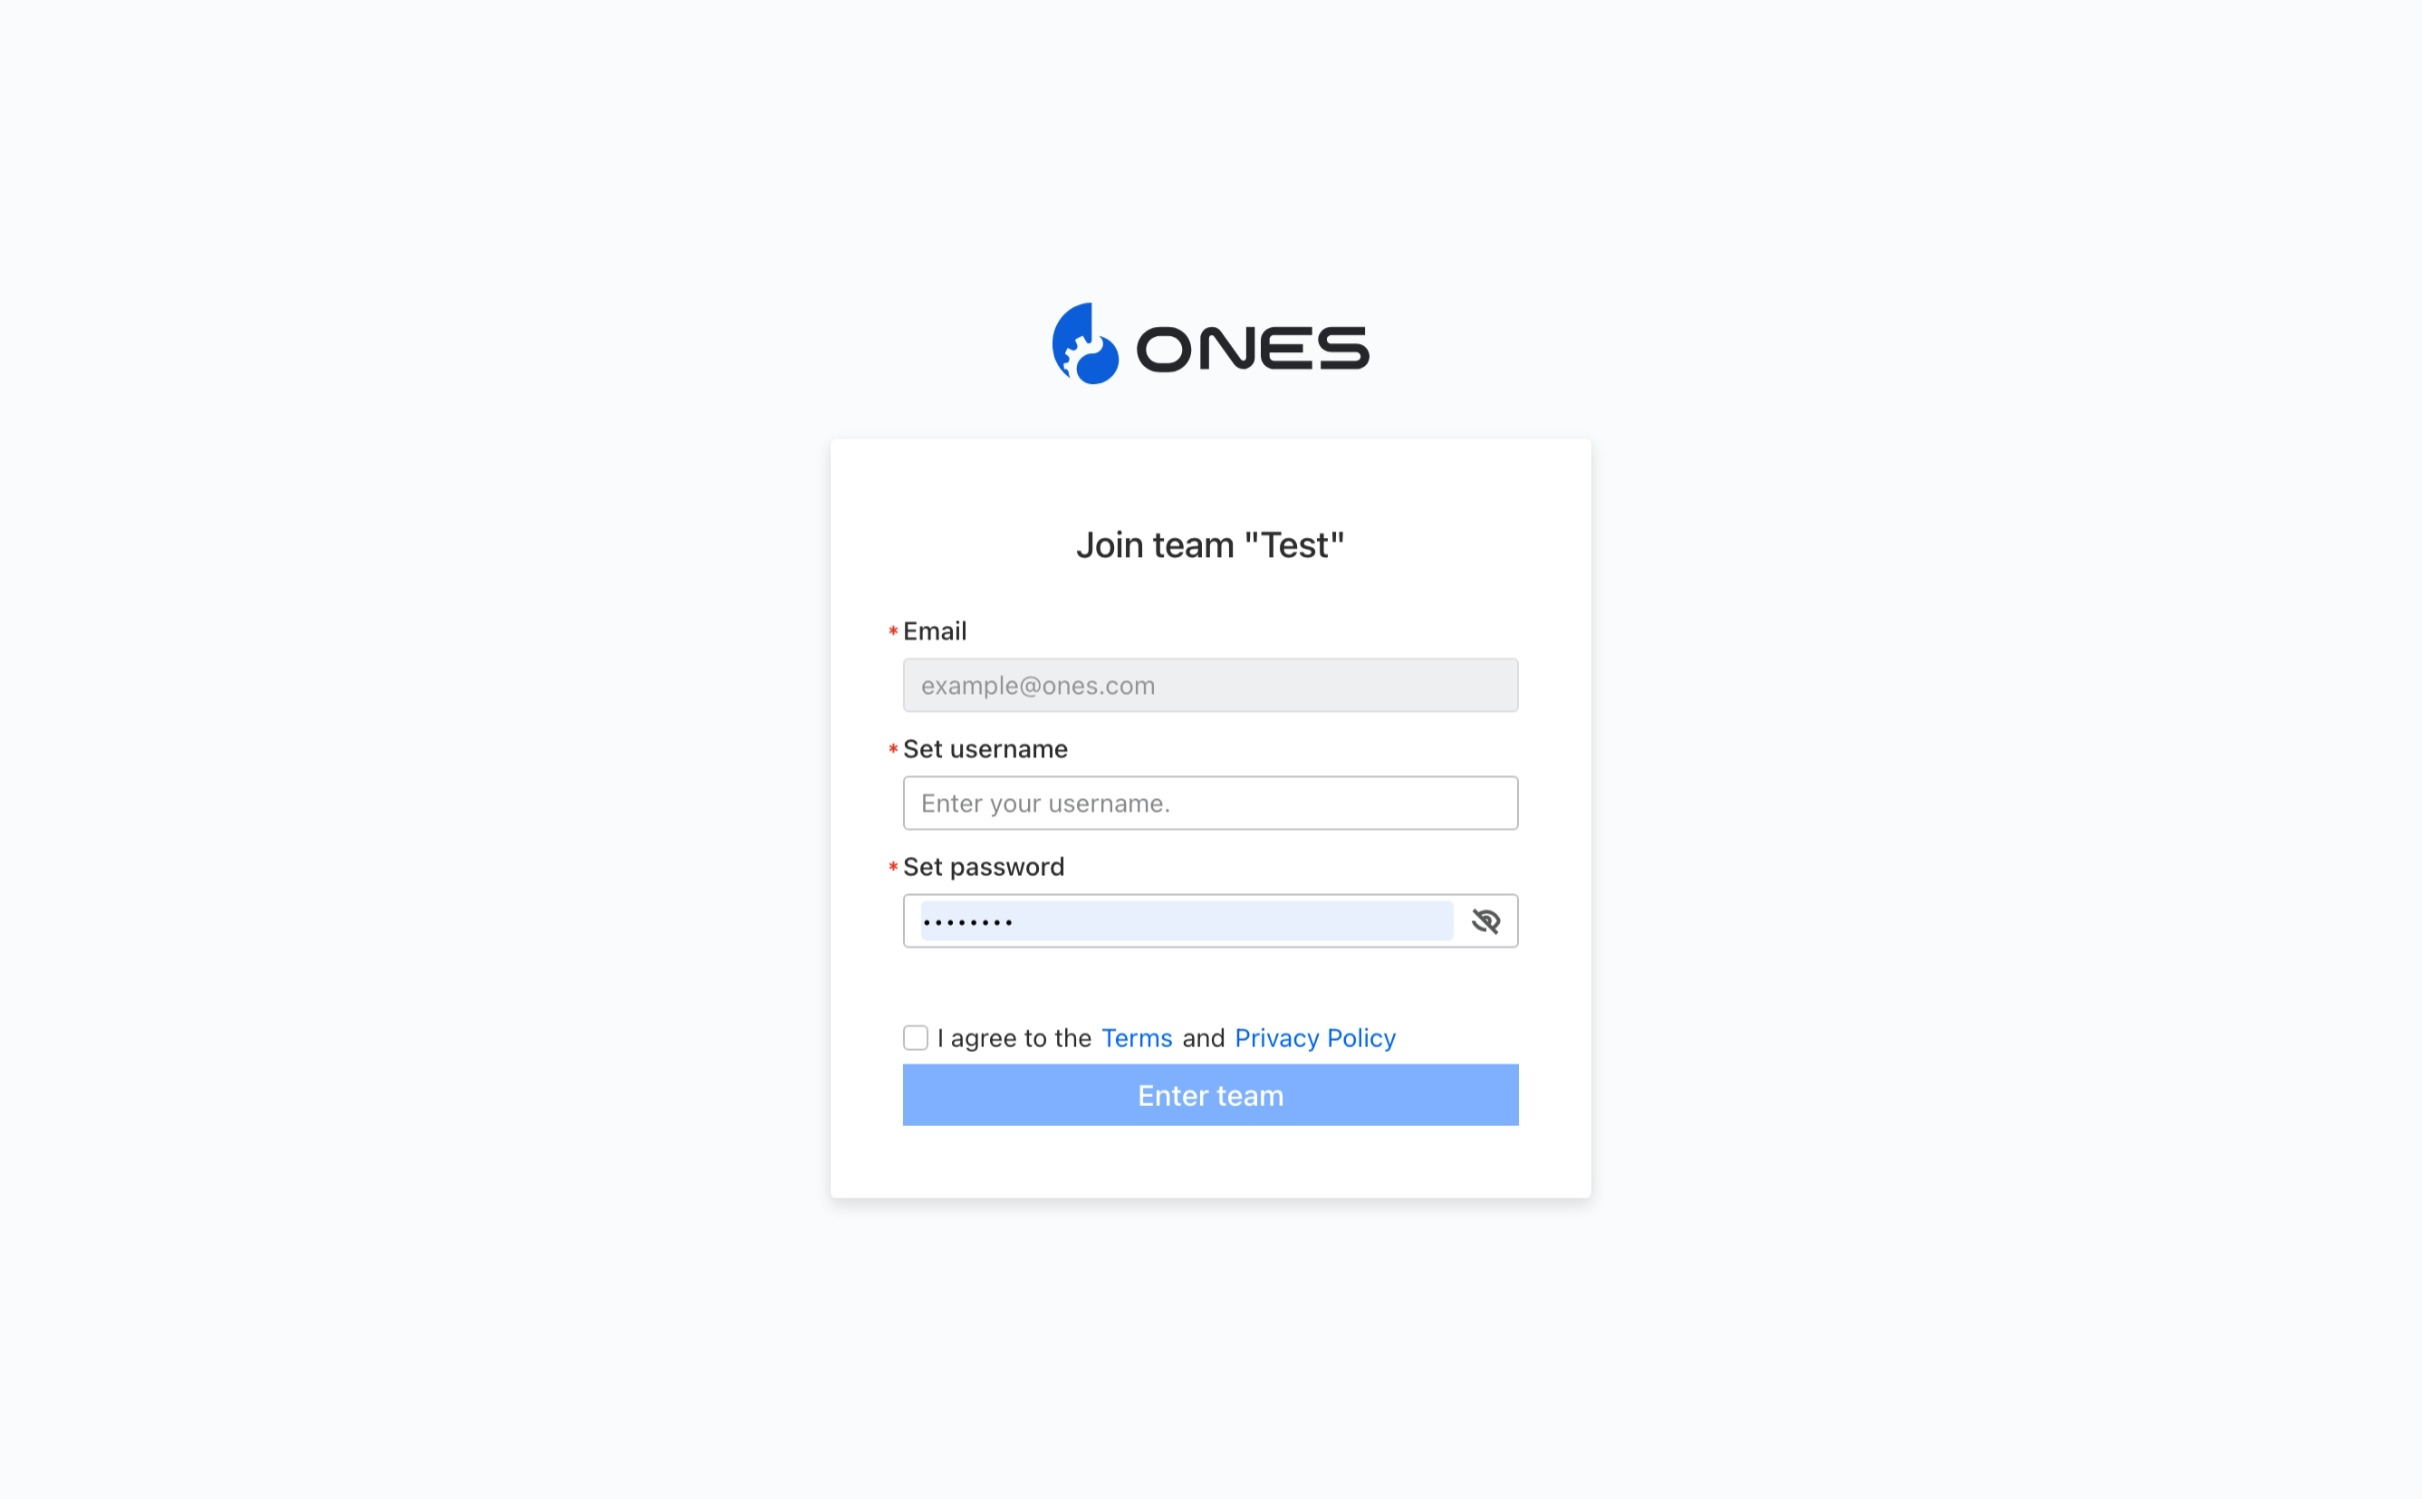 ONES
Join team "Test"
* Email
example@ones.com
* Set username
Enter your username.
* Set password
••••••••
I agree to the Terms and Privacy Policy
Enter team